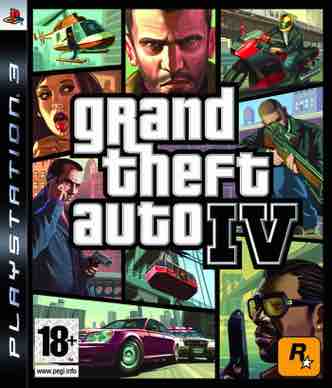 PLAYSTATION 3
grand
theft
auto IV
18+
www.pegi.info
R